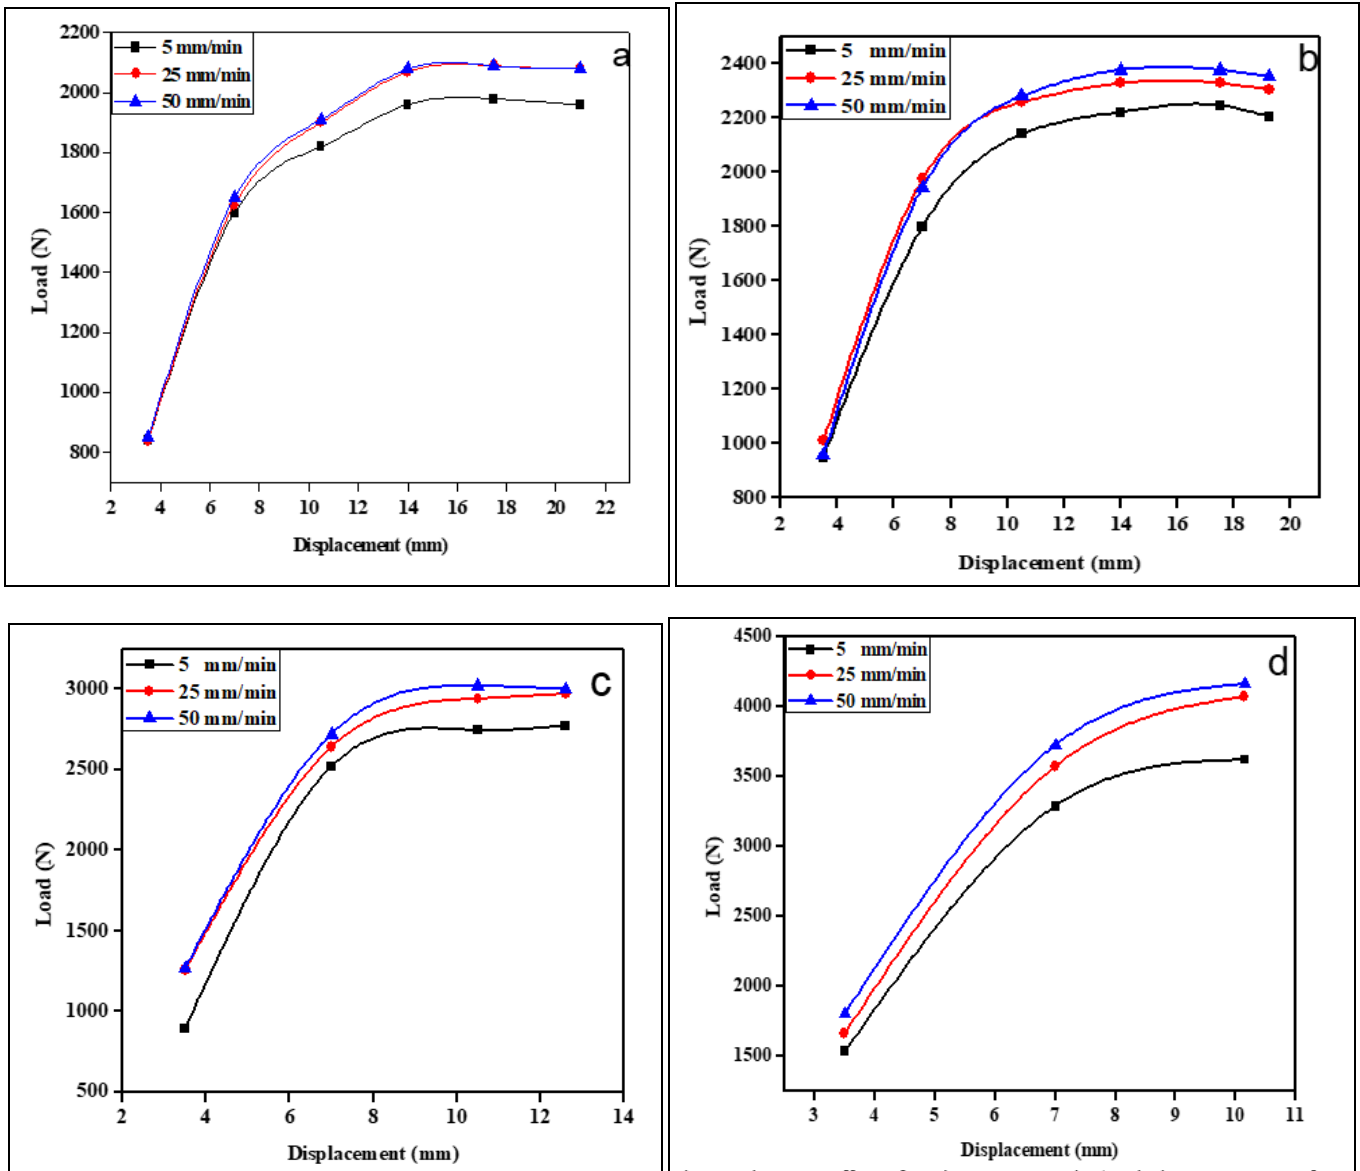 a
5 mm/min
25 mm/min
50 mm/min
2200
2000
1800
1600
1400
1200
1000
800
Load (N)
2 4 6 8 10 12 14 16 18 20 22
Displacement (mm)
b
5 mm/min
25 mm/min
50 mm/min
2400
2200
2000
1800
1600
1400
1200
1000
800
Load (N)
2 4 6 8 10 12 14 16 18 20
Displacement (mm)
c
5 mm/min
25 mm/min
50 mm/min
3000
2500
2000
1500
1000
500
Load (N)
2 4 6 8 10 12 14
Displacement (mm)
d
5 mm/min
25 mm/min
50 mm/min
4500
4000
3500
3000
2500
2000
1500
Load (N)
3 4 5 6 7 8 9 10 11
Displacement (mm)